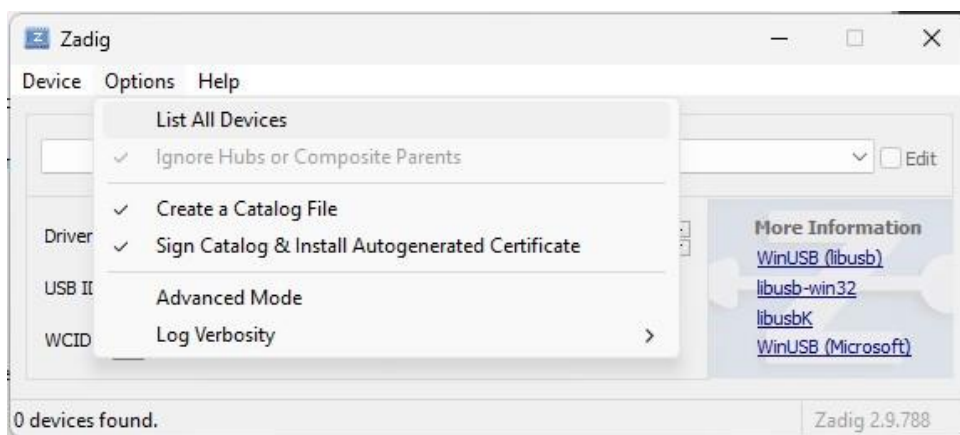 Zadig
Device Options Help
List All Devices
Ignore Hubs or Composite Parents
Edit
Create a Catalog File
Sign Catalog & Install Autogenerated Certificate
Driver
USB ID
Advanced Mode
Log Verbosity
WCID
More Information
WinUSB (libusb)
libusb-win32
libusbK
WinUSB (Microsoft)
0 devices found.
Zadig 2.9.788